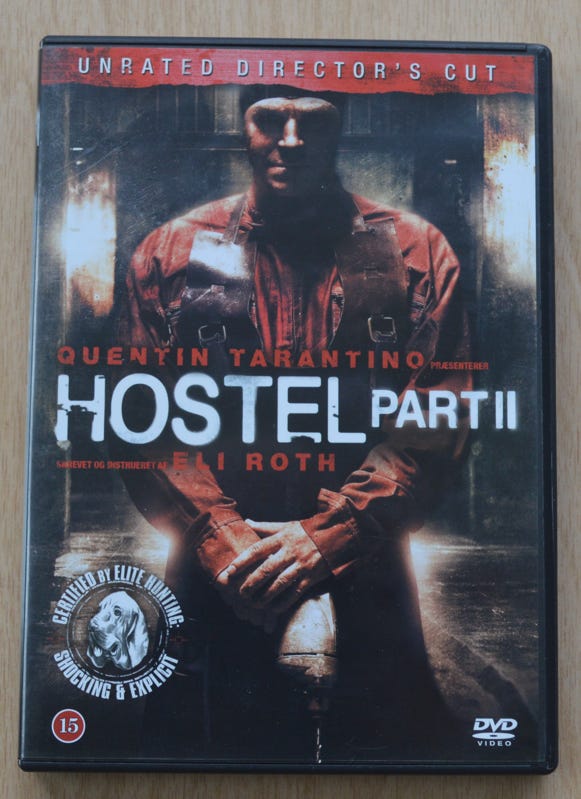 UNRATED DIRECTOR'S CUT
QUENTIN TARANTINO PRÆSENTERER
HOSTEL PART II
SKREVET OG INSTRUERET AF ELI ROTH
CERTIFIED BY ELITE HUNTING:
SHOCKING & EXPLICIT
15
DVD
VIDEO